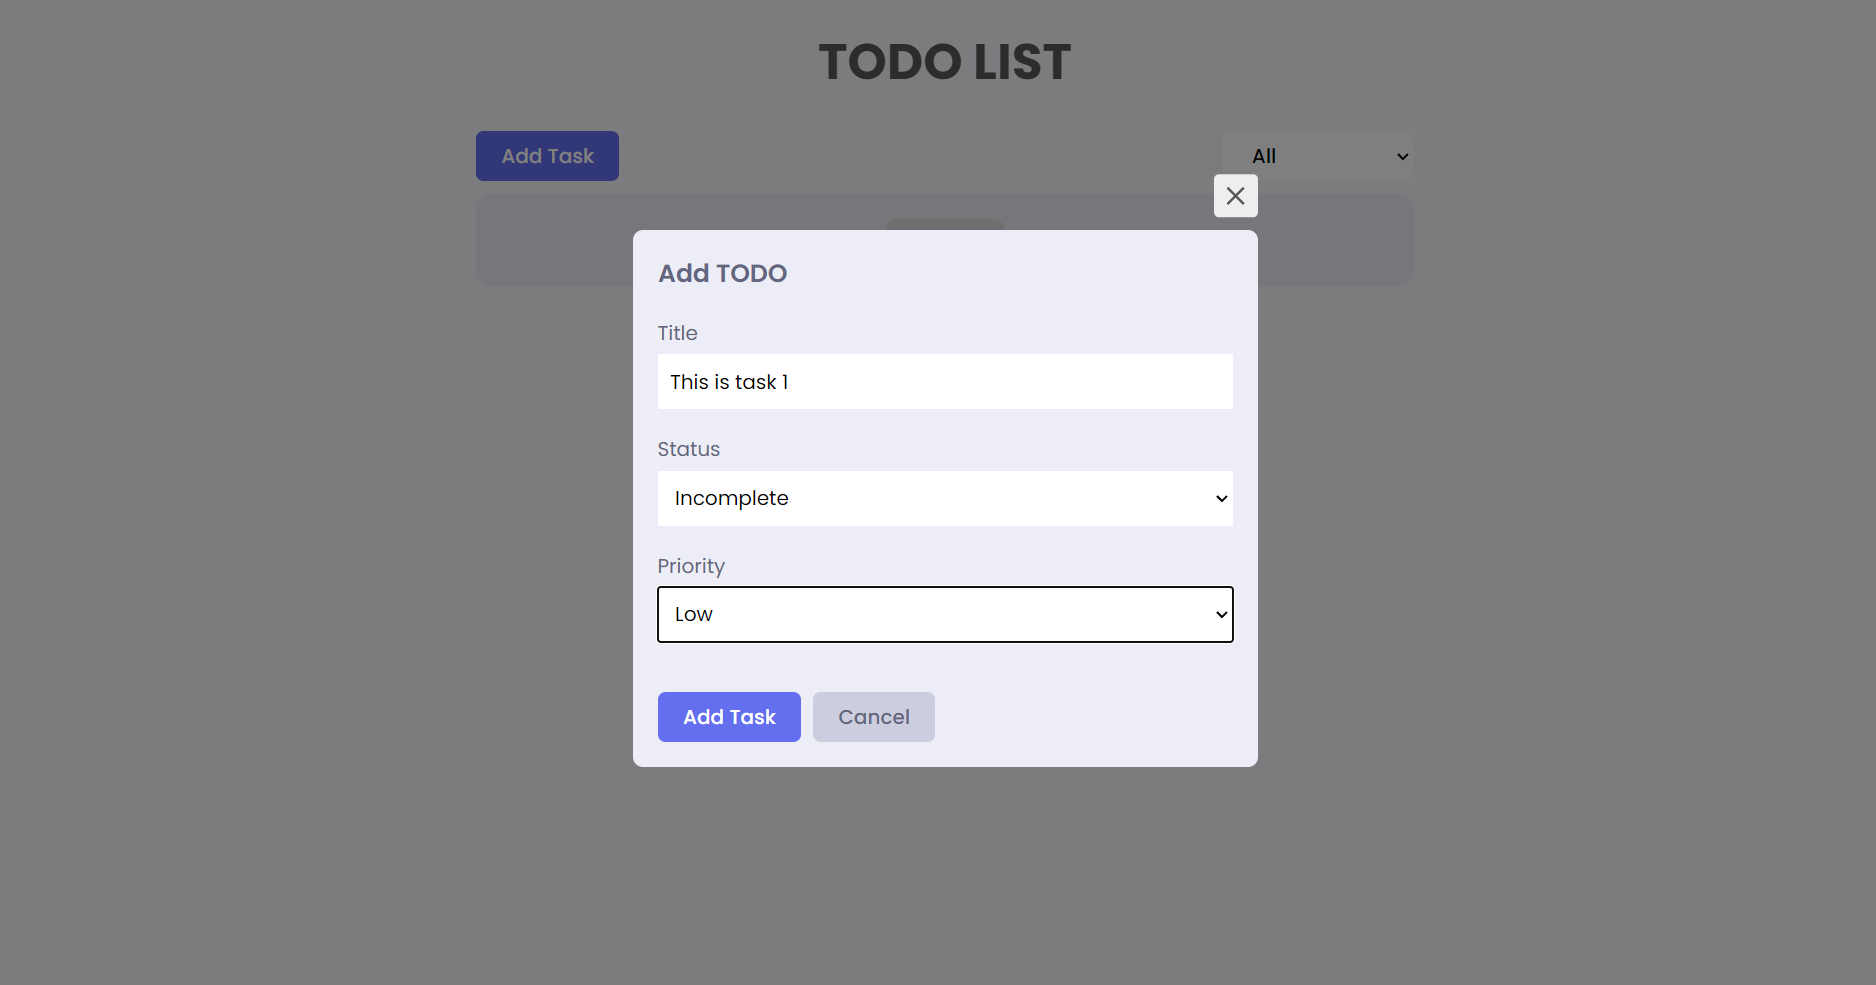 TODO LIST
Add Task
All
Add TODO
Title
This is task 1
Status
Incomplete
Priority
Low
Add Task
Cancel